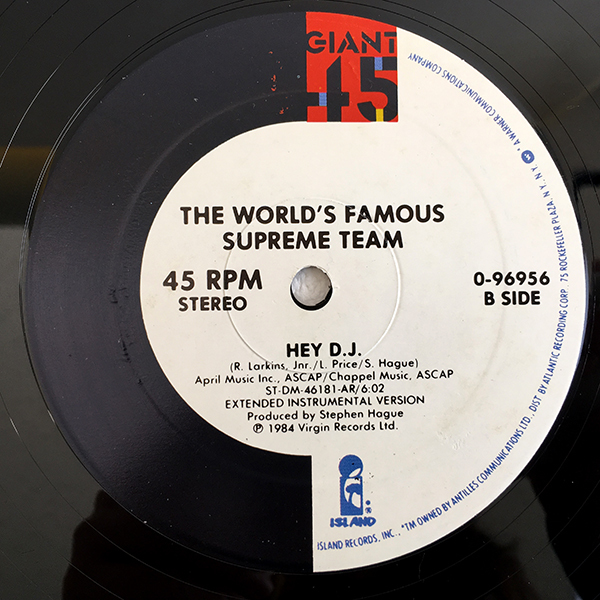 GIANT
45
THE WORLD'S FAMOUS
SUPREME TEAM
45 RPM
STEREO
0-96956
B SIDE
HEY D.J.
(R. Larkins, Jnr./L. Price/S. Hague)
April Music Inc., ASCAP/Chappel Music, ASCAP
ST-DM-46181-AR/6:02
EXTENDED INSTRUMENTAL VERSION
Produced by Stephen Hague
℗ 1984 Virgin Records Ltd.
ISLAND
ISLAND RECORDS, INC., *TM OWNED BY ANTILLES COMMUNICATIONS LTD., DIST BY ATLANTIC RECORDING CORP. 75 ROCKEFELLER PLAZA, N.Y., N.Y. * A WARNER COMMUNICATIONS COMPANY